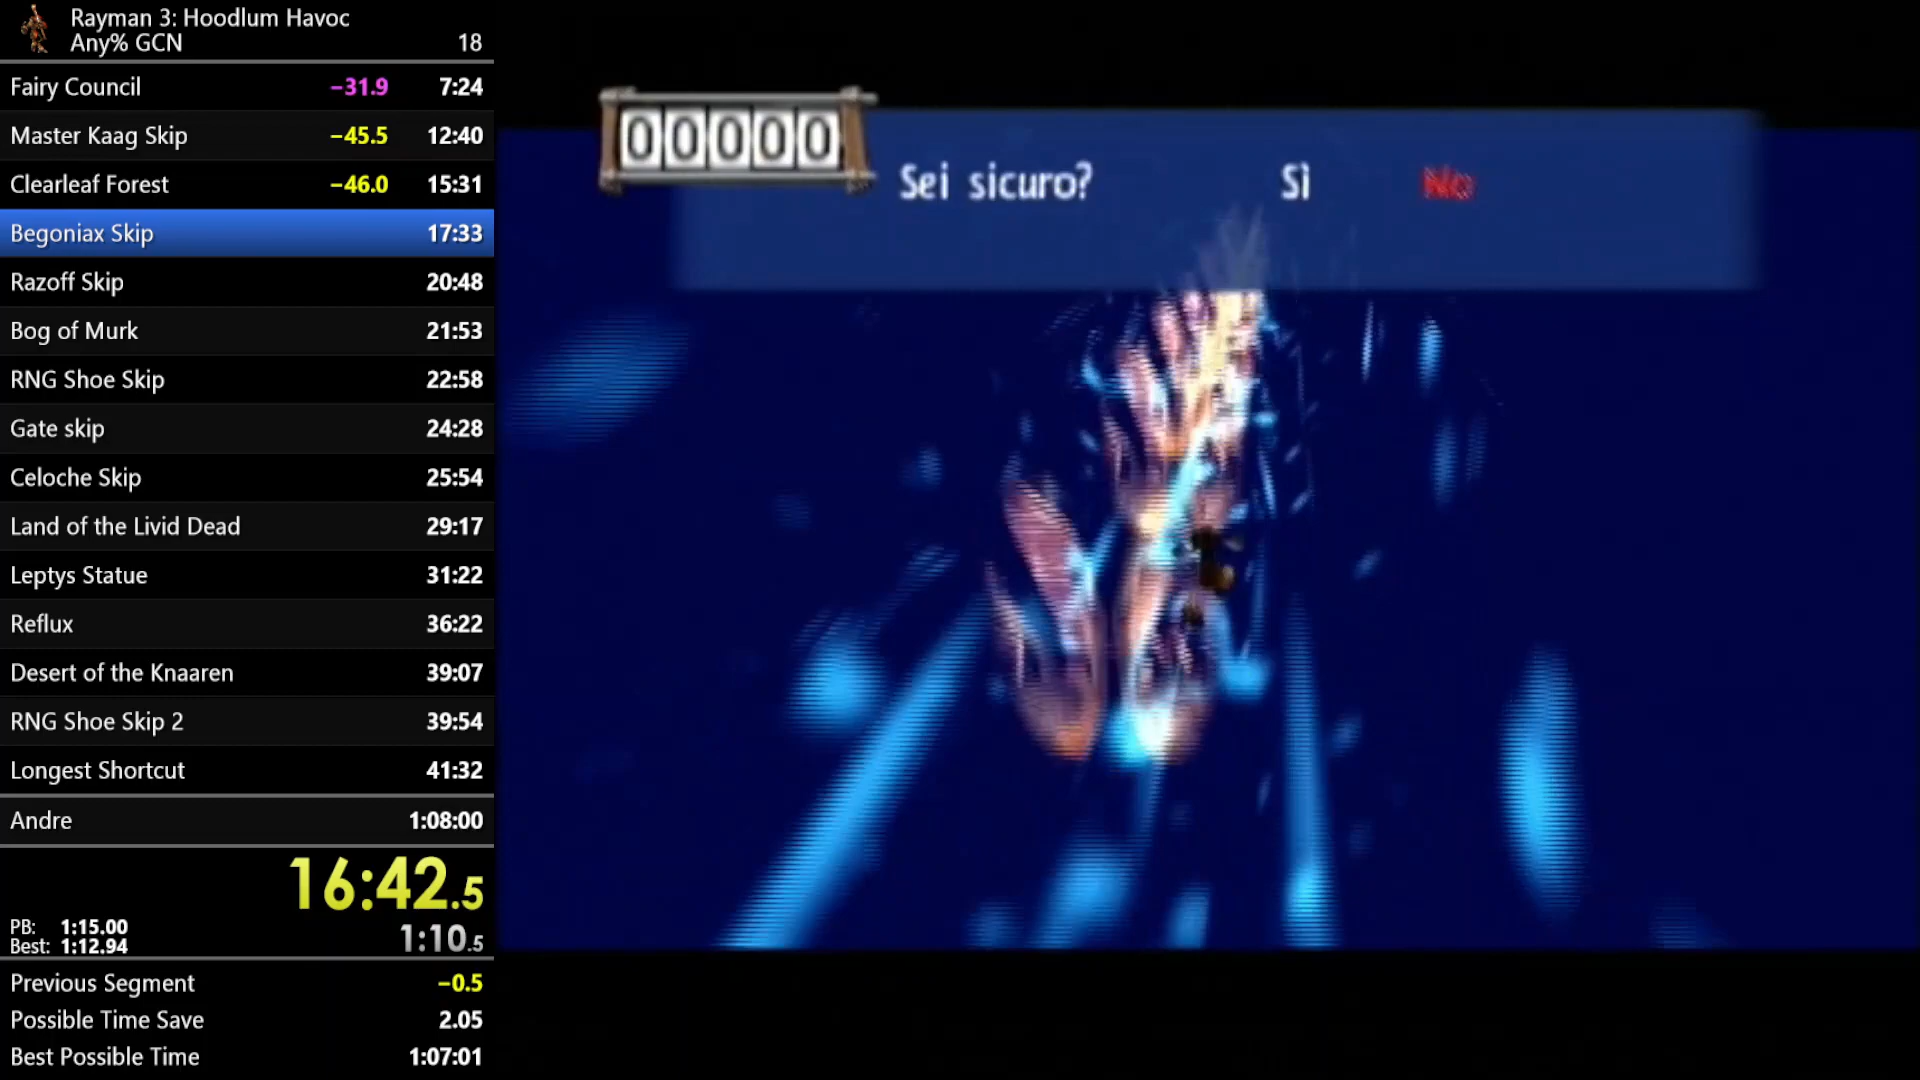 Rayman 3: Hoodlum Havoc
Any% GCN 18
Fairy Council −31.9 7:24
Master Kaag Skip −45.5 12:40
Clearleaf Forest −46.0 15:31
Begoniax Skip 17:33
Razoff Skip 20:48
Bog of Murk 21:53
RNG Shoe Skip 22:58
Gate skip 24:28
Celoche Skip 25:54
Land of the Livid Dead 29:17
Leptys Statue 31:22
Reflux 36:22
Desert of the Knaaren 39:07
RNG Shoe Skip 2 39:54
Longest Shortcut 41:32
Andre 1:08:00
16:42.5
PB: 1:15.00
Best: 1:12.94
1:10.5
Previous Segment −0.5
Possible Time Save 2.05
Best Possible Time 1:07:01
00000
Sei sicuro? Sì No